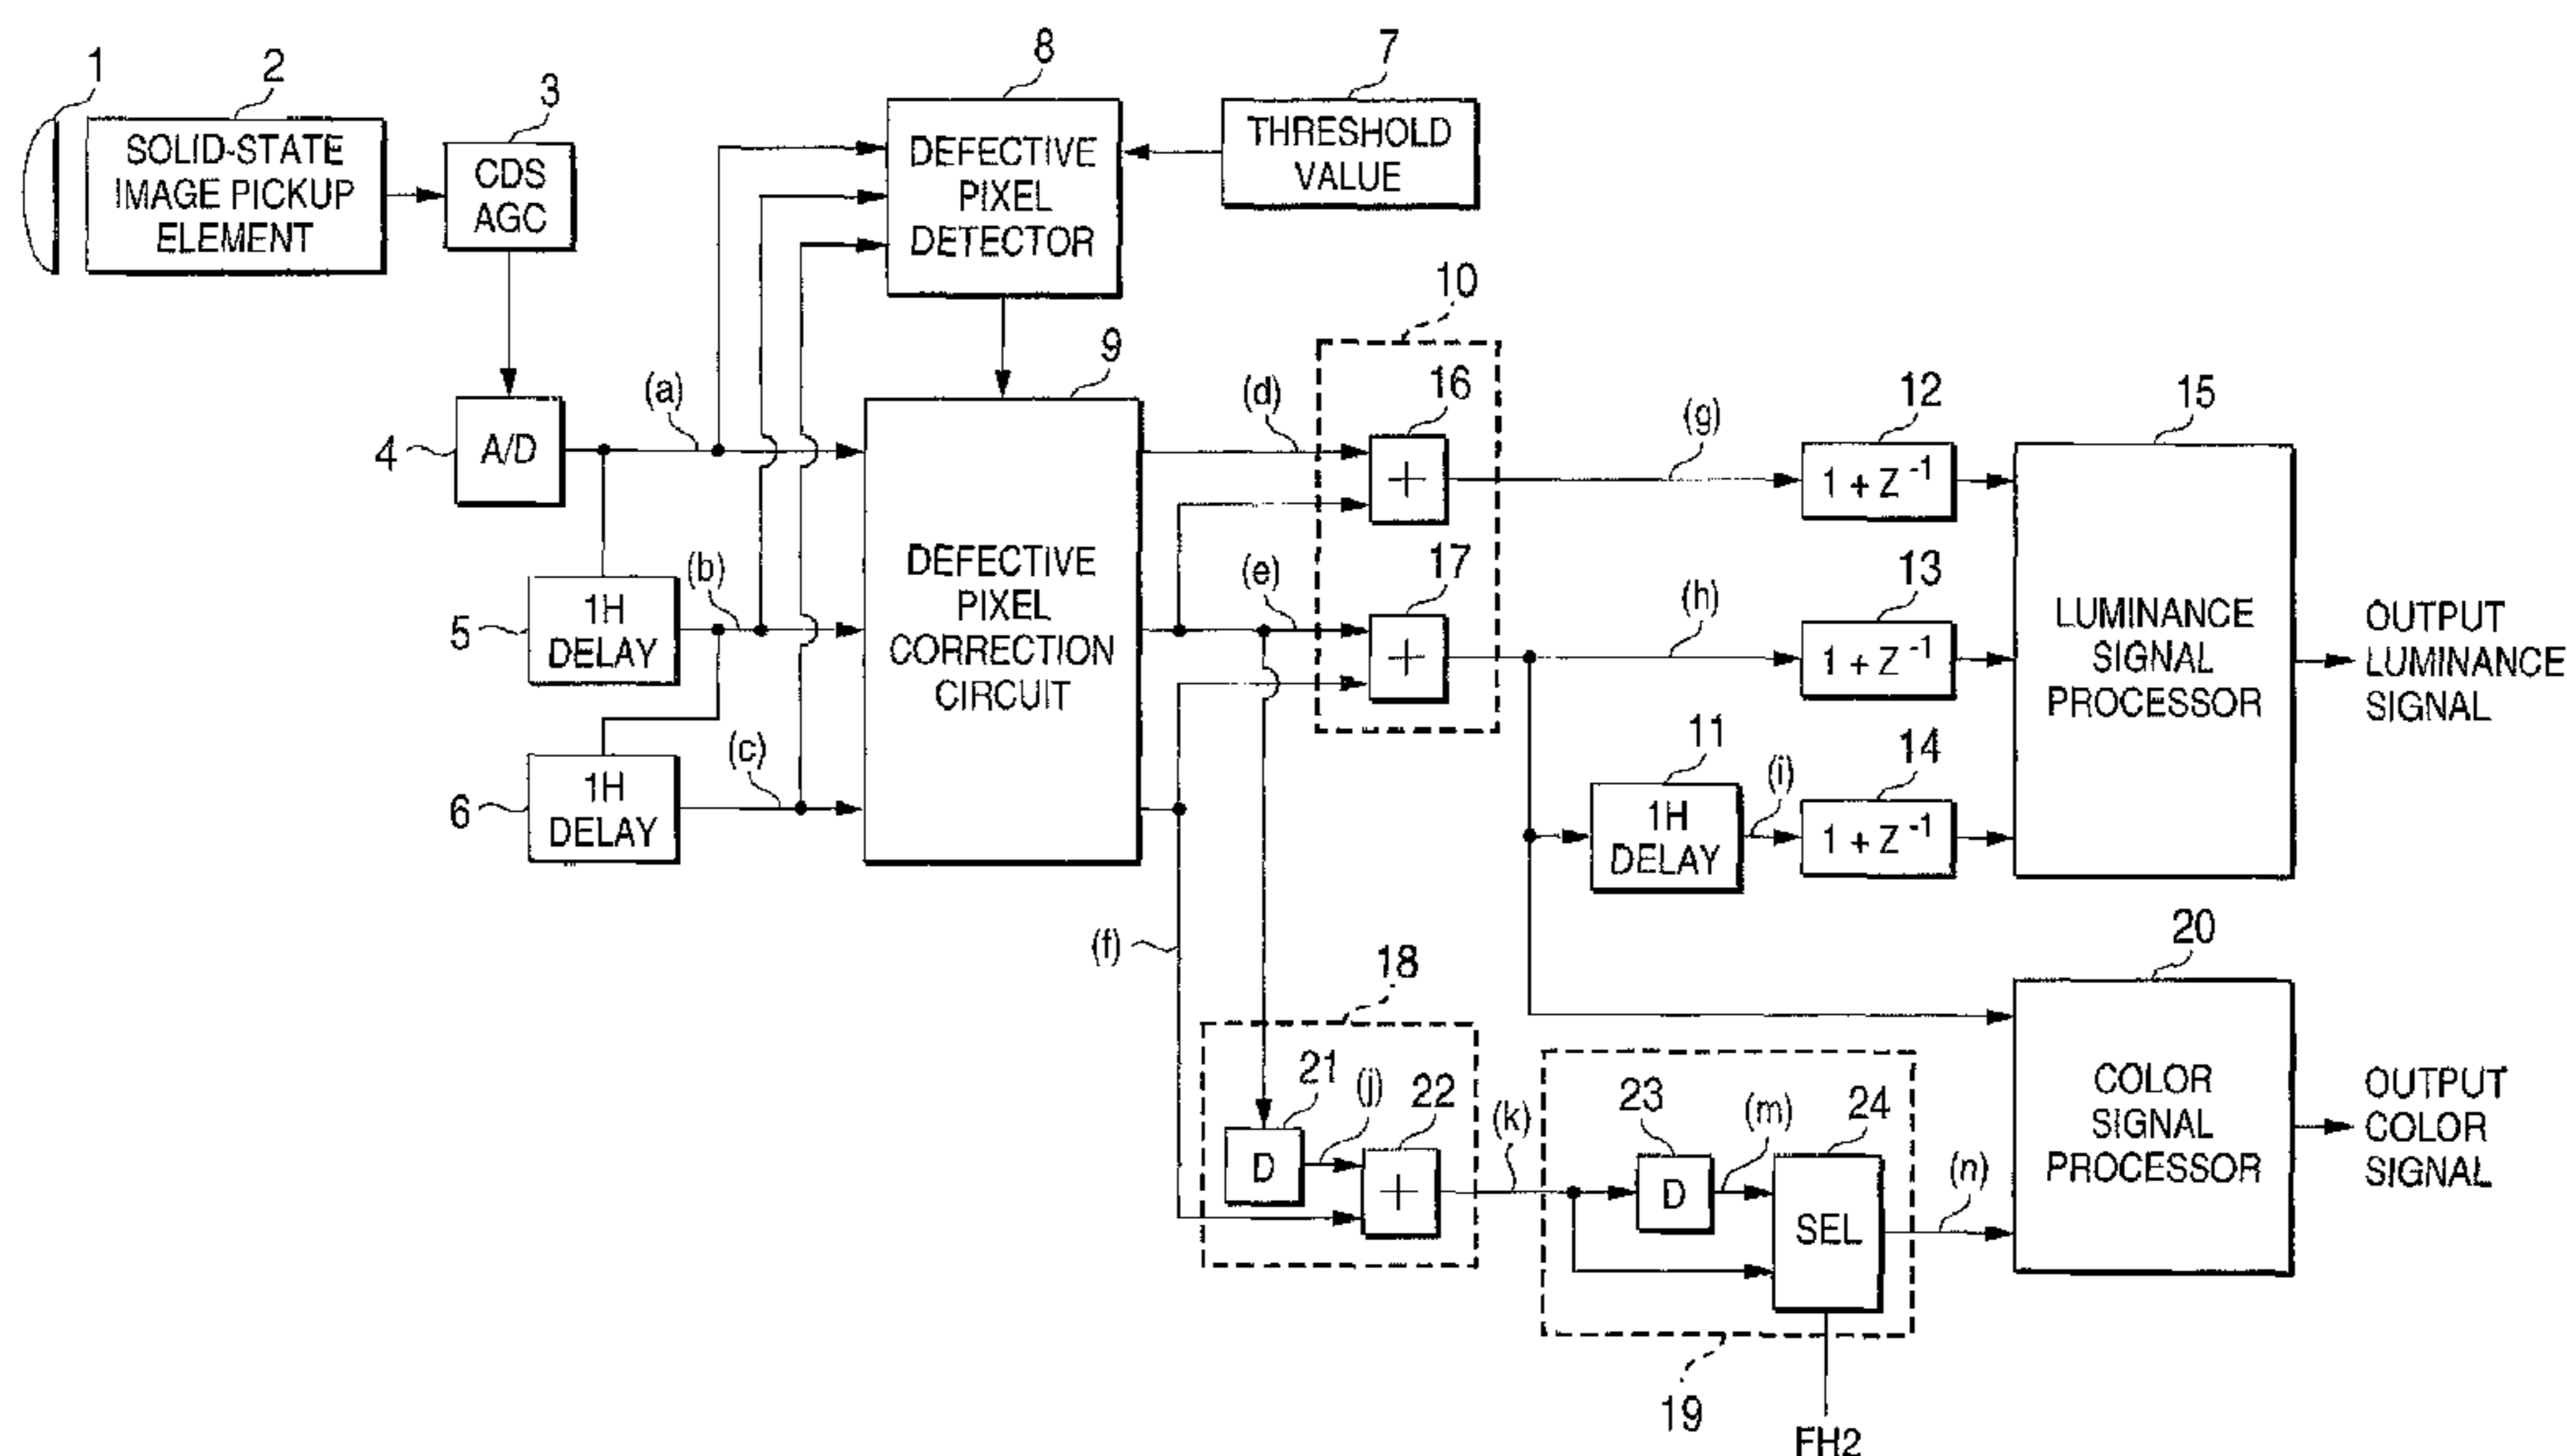 1
2
3
8
7
SOLID-STATE
IMAGE PICKUP
ELEMENT
CDS
AGC
DEFECTIVE
PIXEL
DETECTOR
THRESHOLD
VALUE
10
9
4
A/D
(a)
(d)
16
+
(g)
12
1 + Z -1
15
5
1H
DELAY
(b)
DEFECTIVE
PIXEL
CORRECTION
CIRCUIT
(e)
17
+
(h)
13
1 + Z -1
LUMINANCE
SIGNAL
PROCESSOR
OUTPUT
LUMINANCE
SIGNAL
6
1H
DELAY
(c)
11
1H
DELAY
(i)
14
1 + Z -1
(f)
18
20
21
D
(j)
22
+
(k)
23
D
(m)
24
SEL
(n)
COLOR
SIGNAL
PROCESSOR
OUTPUT
COLOR
SIGNAL
19
FH2